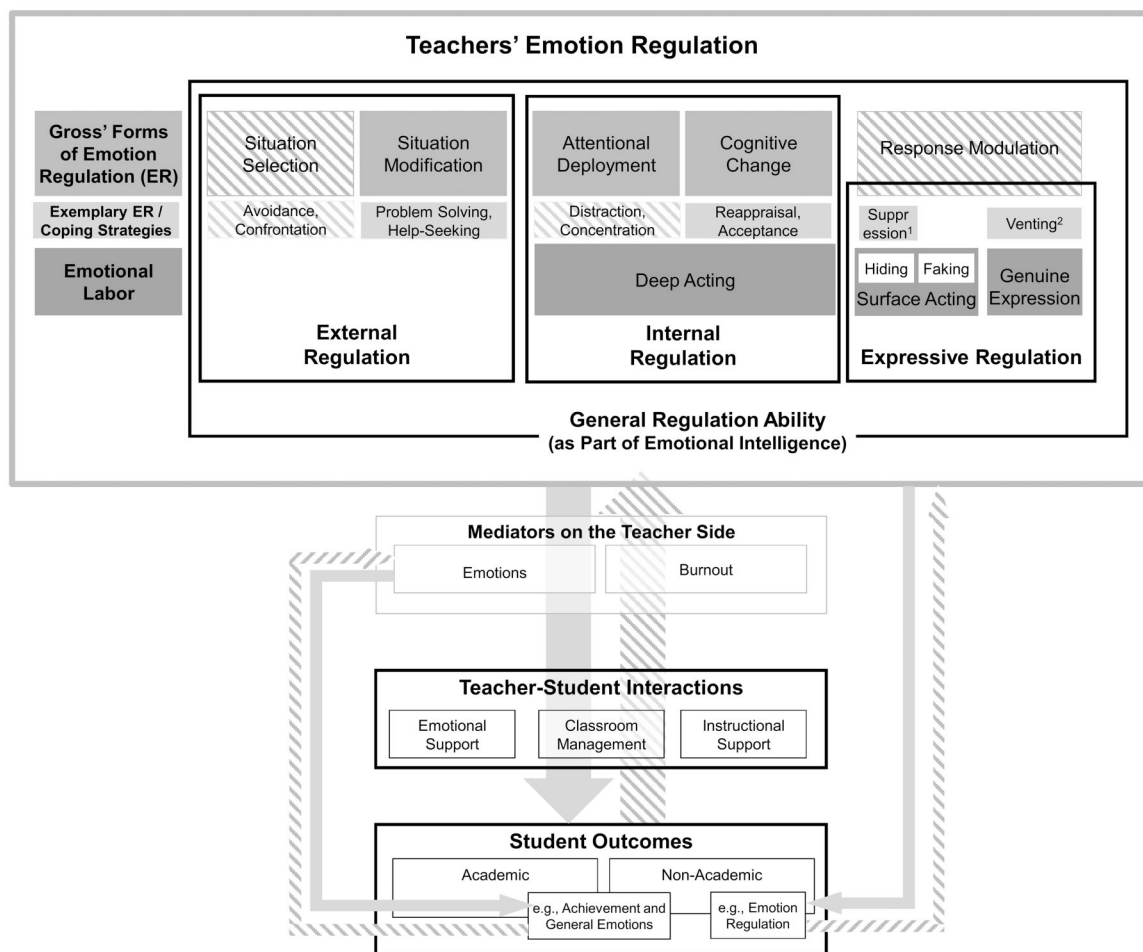 Teachers' Emotion Regulation
Gross' Forms
of Emotion
Regulation (ER)
Situation
Selection
Situation
Modification
Attentional
Deployment
Cognitive
Change
Response Modulation
Exemplary ER /
Coping Strategies
Avoidance,
Confrontation
Problem Solving,
Help-Seeking
Distraction,
Concentration
Reappraisal,
Acceptance
Suppr
ession¹
Venting²
Emotional
Labor
Deep Acting
Hiding
Faking
Surface Acting
Genuine
Expression
External
Regulation
Internal
Regulation
Expressive Regulation
General Regulation Ability
(as Part of Emotional Intelligence)
Mediators on the Teacher Side
Emotions
Burnout
Teacher-Student Interactions
Emotional
Support
Classroom
Management
Instructional
Support
Student Outcomes
Academic
Non-Academic
e.g., Achievement and
General Emotions
e.g., Emotion
Regulation